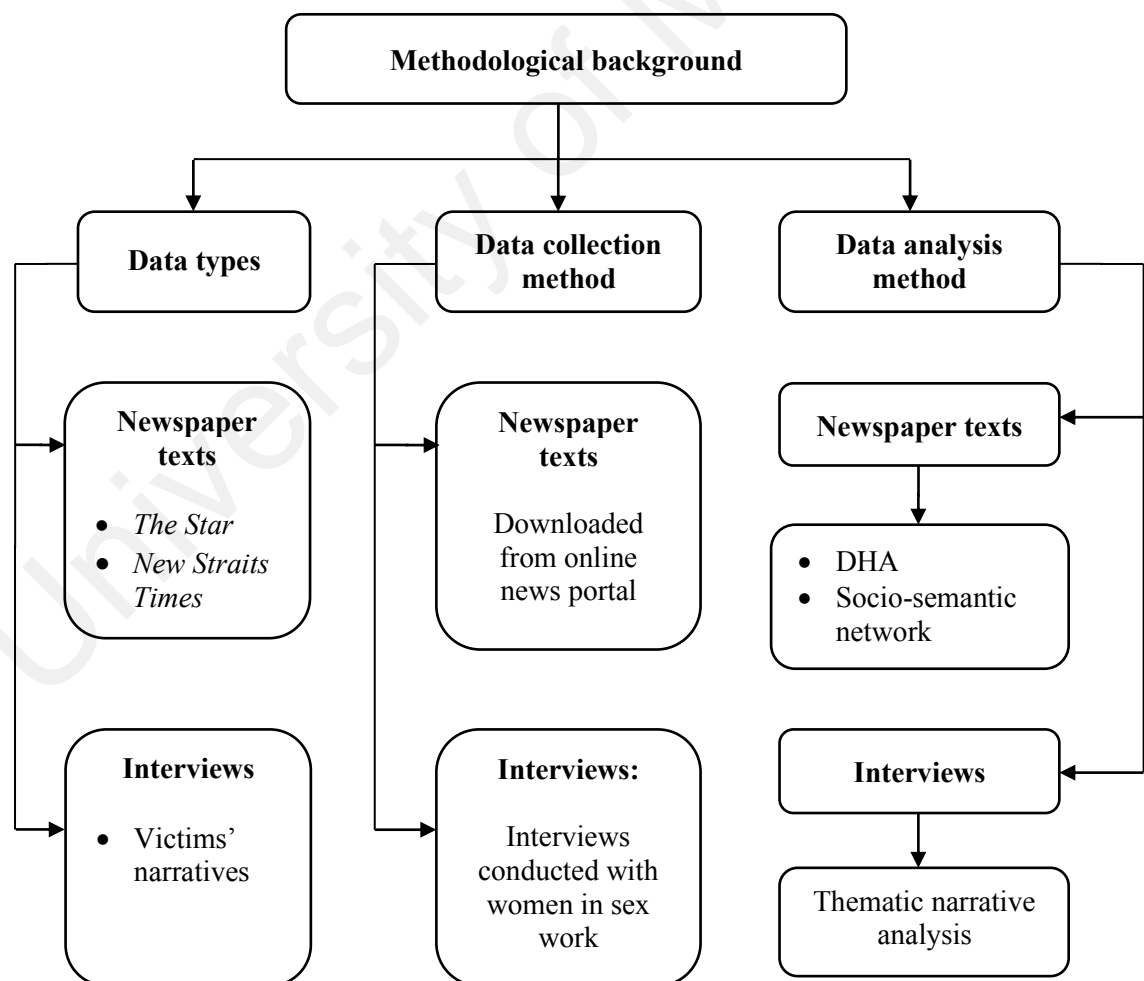 Methodological background
Data types
Data collection
method
Data analysis
method
Newspaper
texts
• The Star
• New Straits
Times
Newspaper
texts
Downloaded
from online
news portal
Newspaper texts
• DHA
• Socio-semantic
network
Interviews
• Victims’
narratives
Interviews:
Interviews
conducted with
women in sex
work
Interviews
Thematic narrative
analysis
University of M